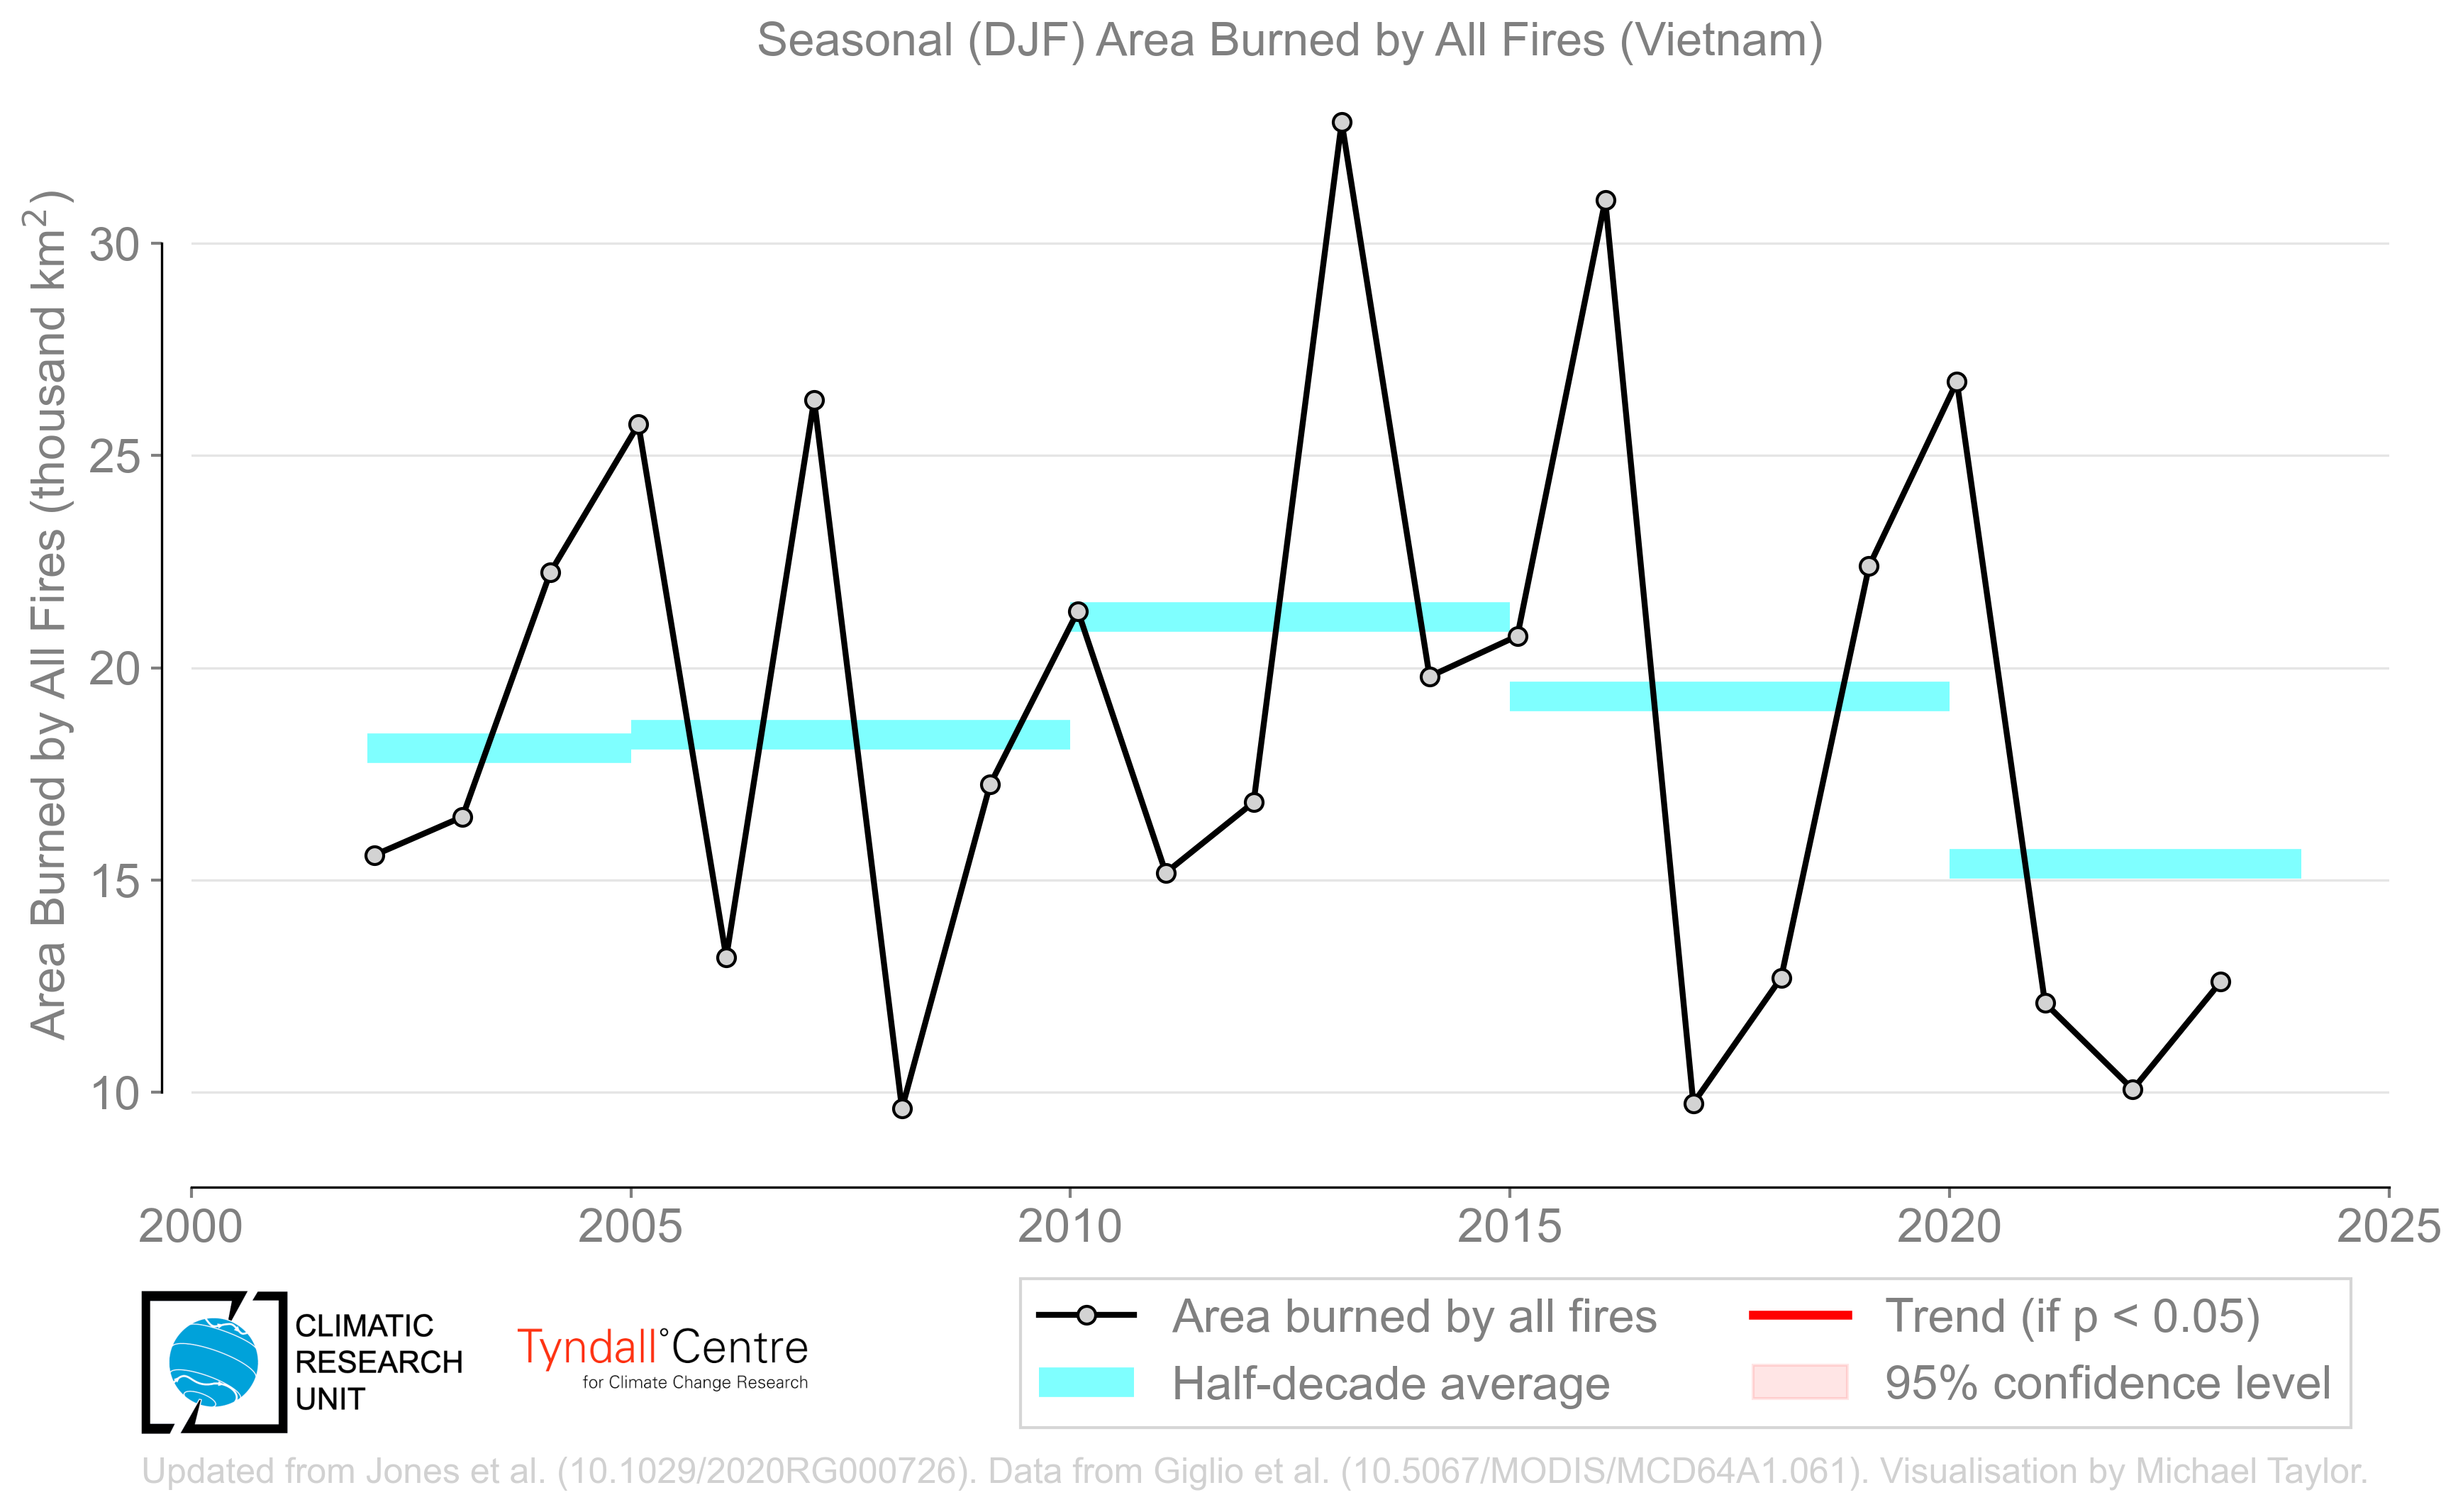 Seasonal (DJF) Area Burned by All Fires (Vietnam)
Area Burned by All Fires (thousand km²)
30
25
20
15
10
2000 2005 2010 2015 2020 2025
CLIMATIC
RESEARCH
UNIT
Tyndall°Centre
for Climate Change Research
Area burned by all fires
Half-decade average
Trend (if p < 0.05)
95% confidence level
Updated from Jones et al. (10.1029/2020RG000726). Data from Giglio et al. (10.5067/MODIS/MCD64A1.061). Visualisation by Michael Taylor.